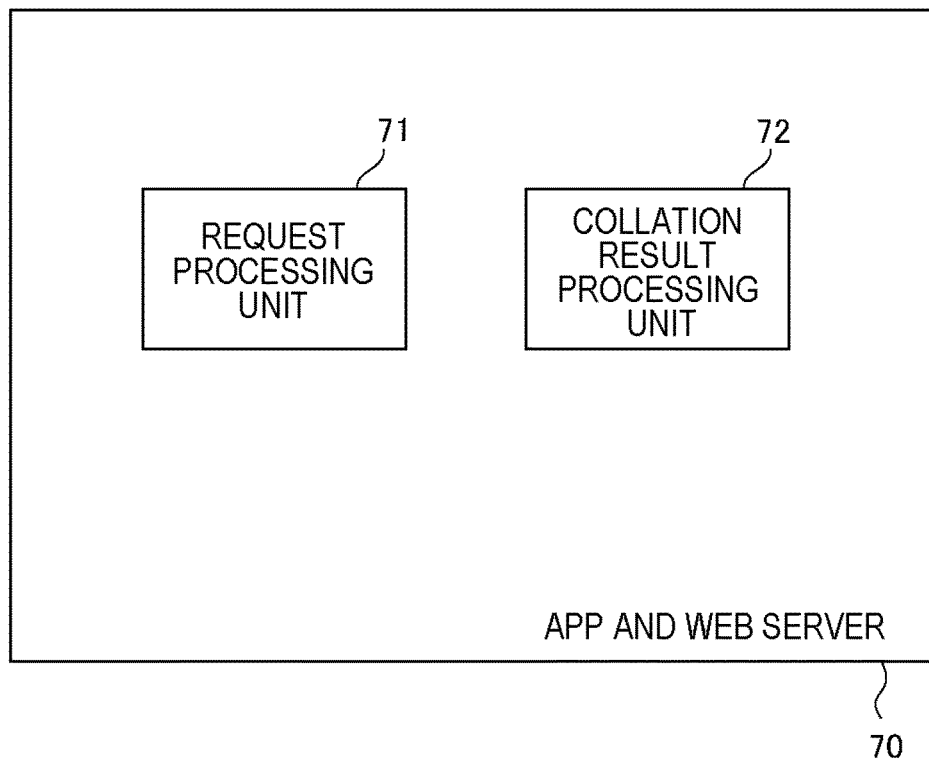 71
72
REQUEST
PROCESSING
UNIT
COLLATION
RESULT
PROCESSING
UNIT
APP AND WEB SERVER
70